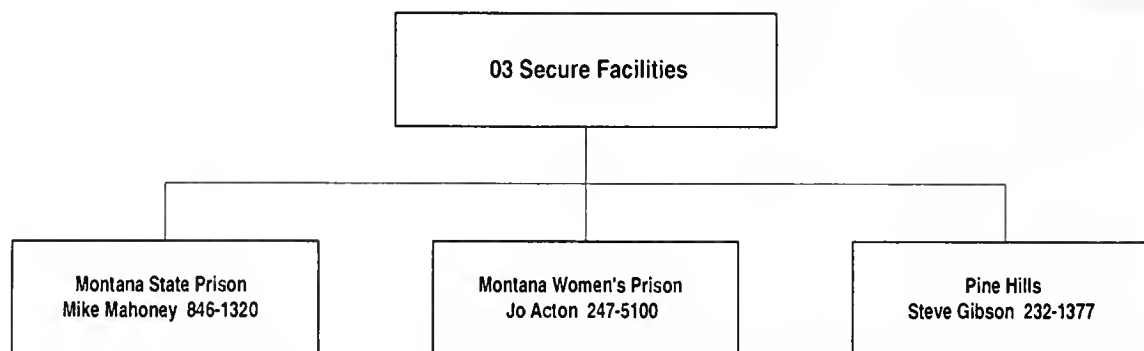 03 Secure Facilities
Montana State Prison
Mike Mahoney 846-1320
Montana Women's Prison
Jo Acton 247-5100
Pine Hills
Steve Gibson 232-1377